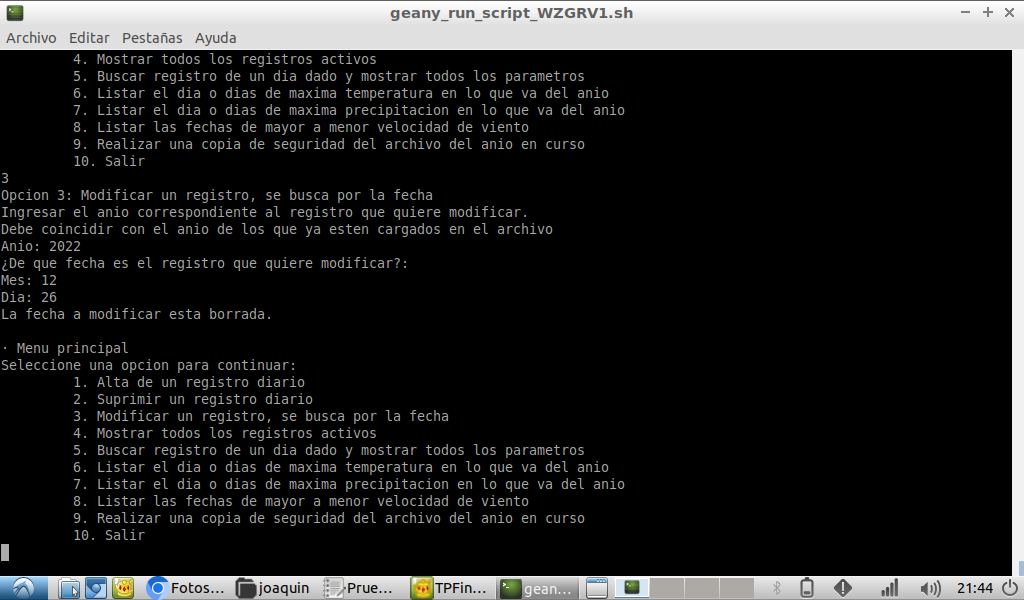 geany_run_script_WZGRV1.sh
Archivo Editar Pestañas Ayuda
4. Mostrar todos los registros activos
5. Buscar registro de un dia dado y mostrar todos los parametros
6. Listar el dia o dias de maxima temperatura en lo que va del anio
7. Listar el dia o dias de maxima precipitacion en lo que va del anio
8. Listar las fechas de mayor a menor velocidad de viento
9. Realizar una copia de seguridad del archivo del anio en curso
10. Salir
3
Opcion 3: Modificar un registro, se busca por la fecha
Ingresar el anio correspondiente al registro que quiere modificar.
Debe coincidir con el anio de los que ya esten cargados en el archivo
Anio: 2022
¿De que fecha es el registro que quiere modificar?:
Mes: 12
Dia: 26
La fecha a modificar esta borrada.
· Menu principal
Seleccione una opcion para continuar:
1. Alta de un registro diario
2. Suprimir un registro diario
3. Modificar un registro, se busca por la fecha
4. Mostrar todos los registros activos
5. Buscar registro de un dia dado y mostrar todos los parametros
6. Listar el dia o dias de maxima temperatura en lo que va del anio
7. Listar el dia o dias de maxima precipitacion en lo que va del anio
8. Listar las fechas de mayor a menor velocidad de viento
9. Realizar una copia de seguridad del archivo del anio en curso
10. Salir
Fotos... joaquin Prue... TPFin... gean... 21:44